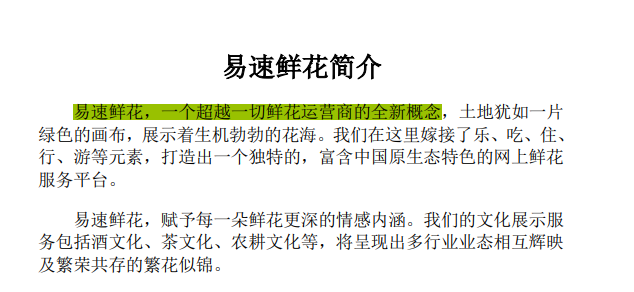 易速鲜花简介
易速鲜花，一个超越一切鲜花运营商的全新概念，土地犹如一片
绿色的画布，展示着生机勃勃的花海。我们在这里嫁接了乐、吃、住、
行、游等元素，打造出一个独特的，富含中国原生态特色的网上鲜花
服务平台。
易速鲜花，赋予每一朵鲜花更深的情感内涵。我们的文化展示服
务包括酒文化、茶文化、农耕文化等，将呈现出多行业业态相互辉映
及繁荣共存的繁花似锦。